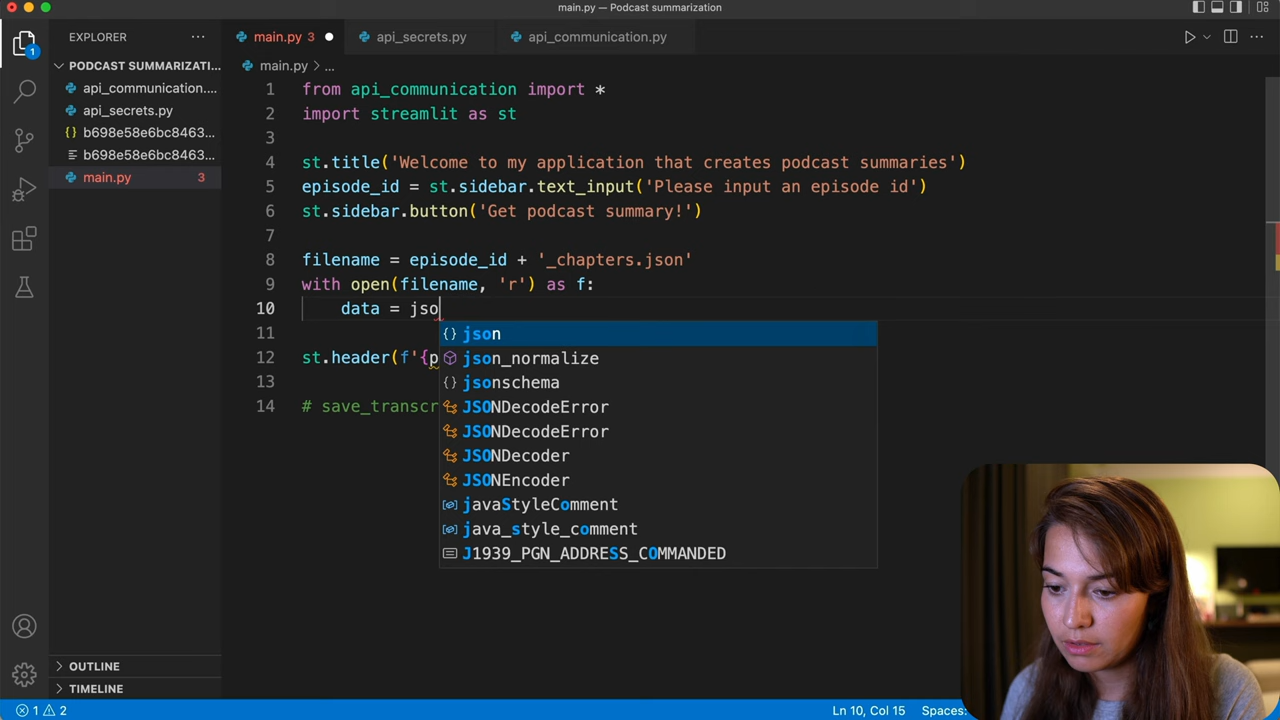 main.py — Podcast summarization
EXPLORER
main.py 3
api_secrets.py
api_communication.py
main.py > ...
1
PODCAST SUMMARIZATI...
api_communication....
api_secrets.py
b698e58e6bc8463...
b698e58e6bc8463...
main.py 3
1 from api_communication import *
2 import streamlit as st
3
4 st.title('Welcome to my application that creates podcast summaries')
5 episode_id = st.sidebar.text_input('Please input an episode id')
6 st.sidebar.button('Get podcast summary!')
7
8 filename = episode_id + '_chapters.json'
9 with open(filename, 'r') as f:
10 data = jso
11
12 st.header(f'{p
13
14 # save_transcr
json
json_normalize
jsonschema
JSONDecodeError
JSONDecodeError
JSONDecoder
JSONEncoder
javaStyleComment
java_style_comment
J1939_PGN_ADDRESS_COMMANDED
OUTLINE
TIMELINE
1 2
Ln 10, Col 15
Spaces: